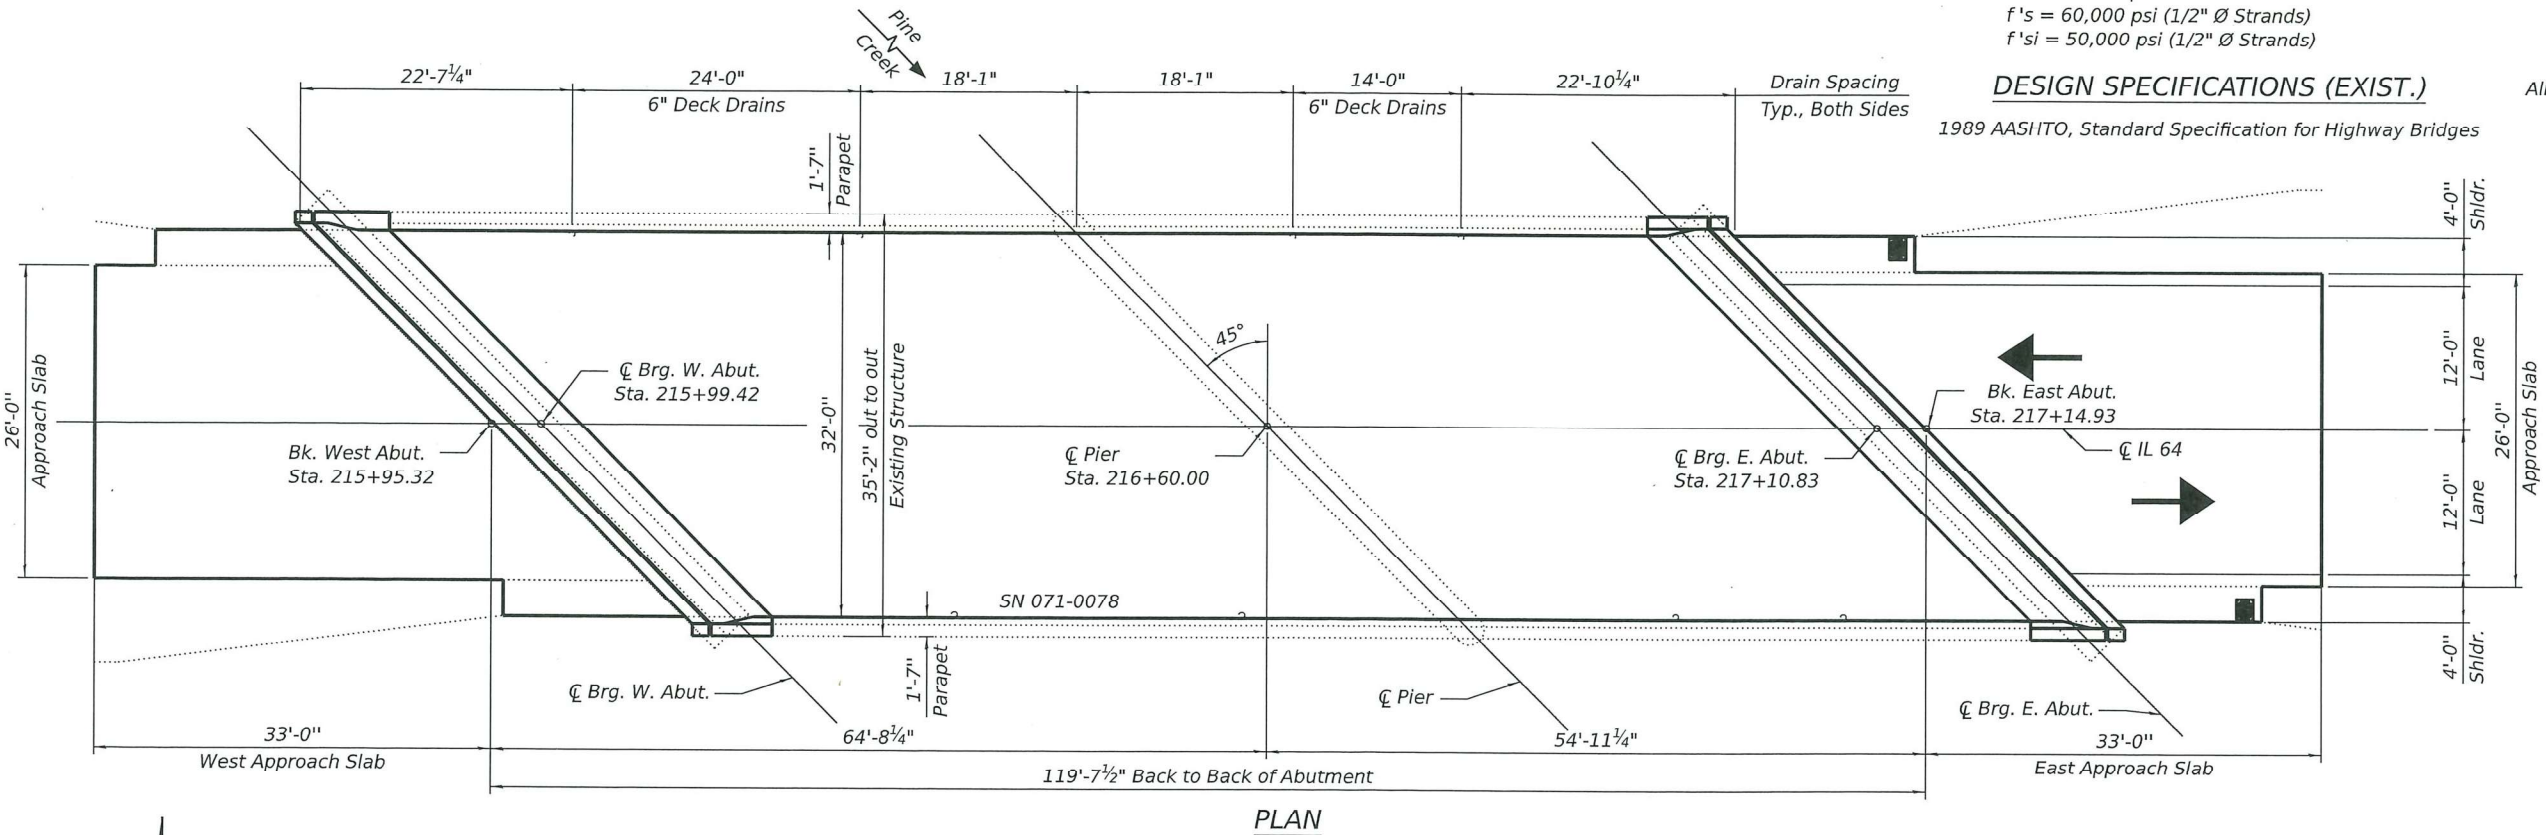 f's = 60,000 psi (1/2" Ø Strands)
f'si = 50,000 psi (1/2" Ø Strands)
DESIGN SPECIFICATIONS (EXIST.)
1989 AASHTO, Standard Specification for Highway Bridges
Pine
Creek
22'-7¼"
24'-0"
18'-1"
18'-1"
14'-0"
22'-10¼"
Drain Spacing
6" Deck Drains
6" Deck Drains
Typ., Both Sides
1'-7"
Parapet
4'-0"
Shldr.
26'-0"
Approach Slab
℄ Brg. W. Abut.
Sta. 215+99.42
Bk. West Abut.
Sta. 215+95.32
32'-0"
35'-2" out to out
Existing Structure
45°
℄ Pier
Sta. 216+60.00
℄ Brg. E. Abut.
Sta. 217+10.83
Bk. East Abut.
Sta. 217+14.93
℄ IL 64
12'-0"
Lane
12'-0"
Lane
26'-0"
Approach Slab
4'-0"
Shldr.
SN 071-0078
1'-7"
Parapet
℄ Brg. W. Abut.
℄ Pier
℄ Brg. E. Abut.
33'-0"
West Approach Slab
64'-8¼"
54'-11¼"
33'-0"
East Approach Slab
119'-7½" Back to Back of Abutment
PLAN